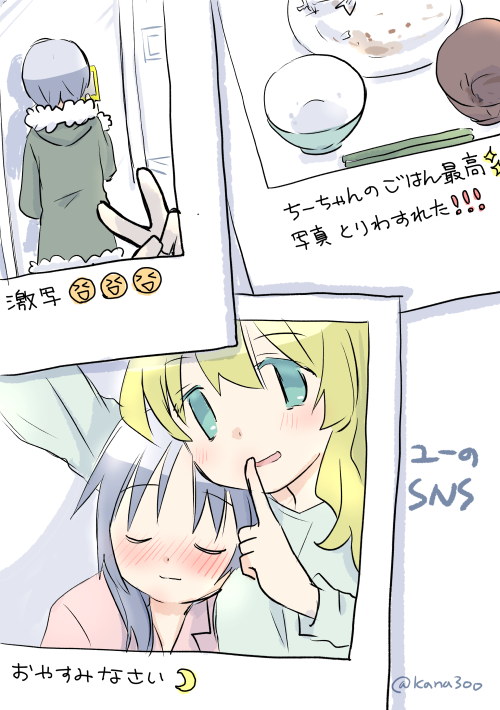 ちーちゃんのごはん最高✨
写真とりわすれた!!!
激写😆😆😆
ユーの
SNS
おやすみなさい🌙
@kana300